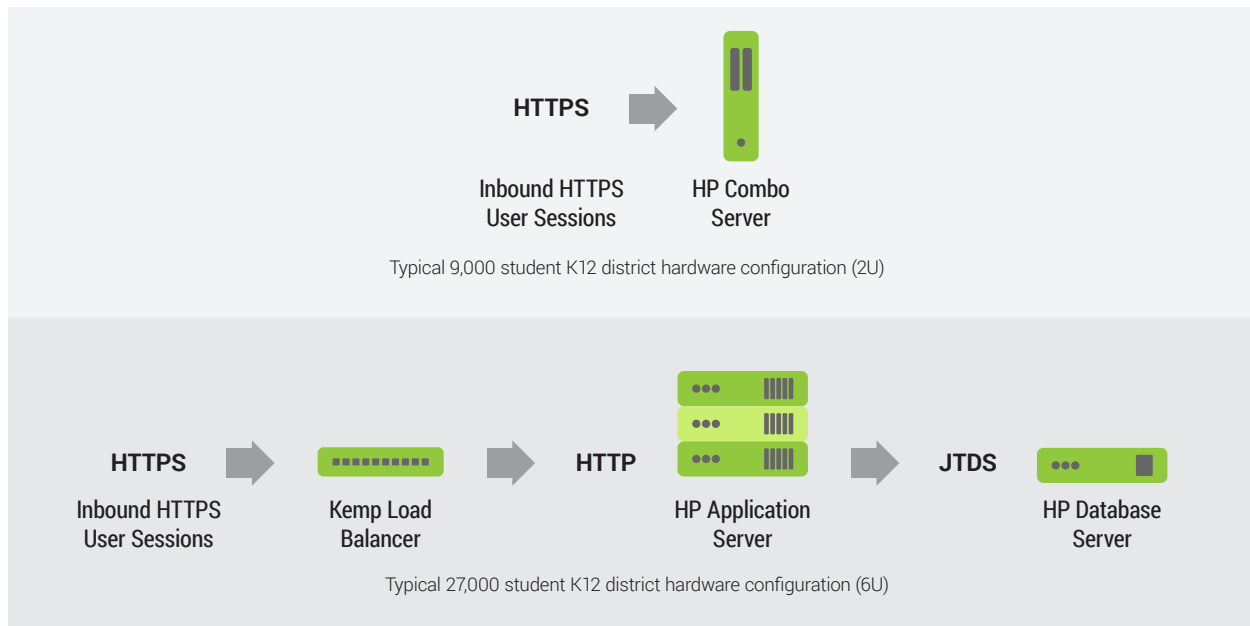 HTTPS
Inbound HTTPS
User Sessions
HP Combo
Server
Typical 9,000 student K12 district hardware configuration (2U)
HTTPS
Inbound HTTPS
User Sessions
Kemp Load
Balancer
HTTP
HP Application
Server
JTDS
HP Database
Server
Typical 27,000 student K12 district hardware configuration (6U)